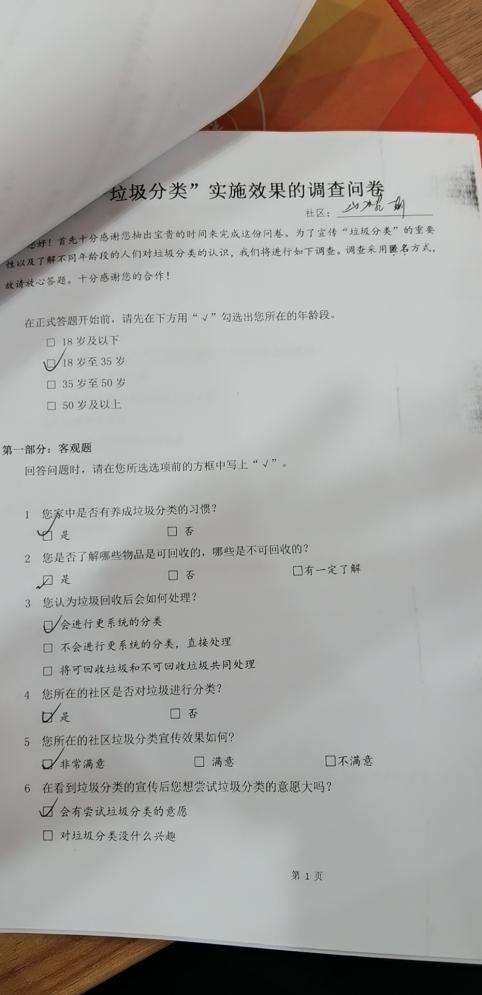 垃圾分类”实施效果的调查问卷
社区：
您好！首先十分感谢您抽出宝贵的时间来完成这份问卷。为了宣传“垃圾分类”的重要
性以及了解不同年龄段的人们对垃圾分类的认识，我们将进行如下调查。调查采用匿名方式，
故请放心答题。十分感谢您的合作！
在正式答题开始前，请先在下方用“√”勾选出您所在的年龄段。
□ 18 岁及以下
□ 18 岁至 35 岁
□ 35 岁至 50 岁
□ 50 岁及以上
第一部分：客观题
回答问题时，请在您所选选项前的方框中写上“√”。
1 您家中是否有养成垃圾分类的习惯？
□ 是 □ 否
2 您是否了解哪些物品是可回收的，哪些是不可回收的？
□ 是 □ 否 □有一定了解
3 您认为垃圾回收后会如何处理？
□ 会进行更系统的分类
□ 不会进行更系统的分类，直接处理
□ 将可回收垃圾和不可回收垃圾共同处理
4 您所在的社区是否对垃圾进行分类？
□ 是 □ 否
5 您所在的社区垃圾分类宣传效果如何?
□ 非常满意 □ 满意 □不满意
6 在看到垃圾分类的宣传后您想尝试垃圾分类的意愿大吗？
□ 会有尝试垃圾分类的意愿
□ 对垃圾分类没什么兴趣
第 1 页